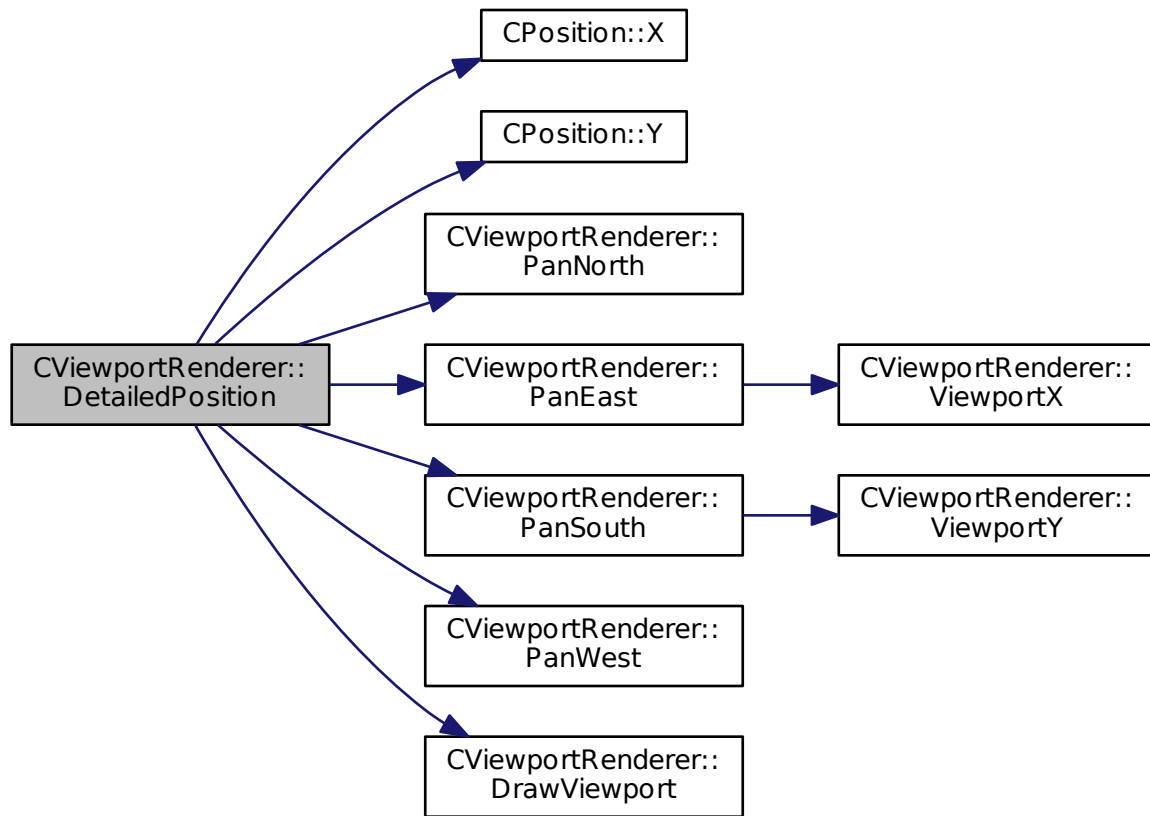 CPosition::X
CPosition::Y
CViewportRenderer::
PanNorth
CViewportRenderer::
DetailedPosition
CViewportRenderer::
PanEast
CViewportRenderer::
ViewportX
CViewportRenderer::
PanSouth
CViewportRenderer::
ViewportY
CViewportRenderer::
PanWest
CViewportRenderer::
DrawViewport